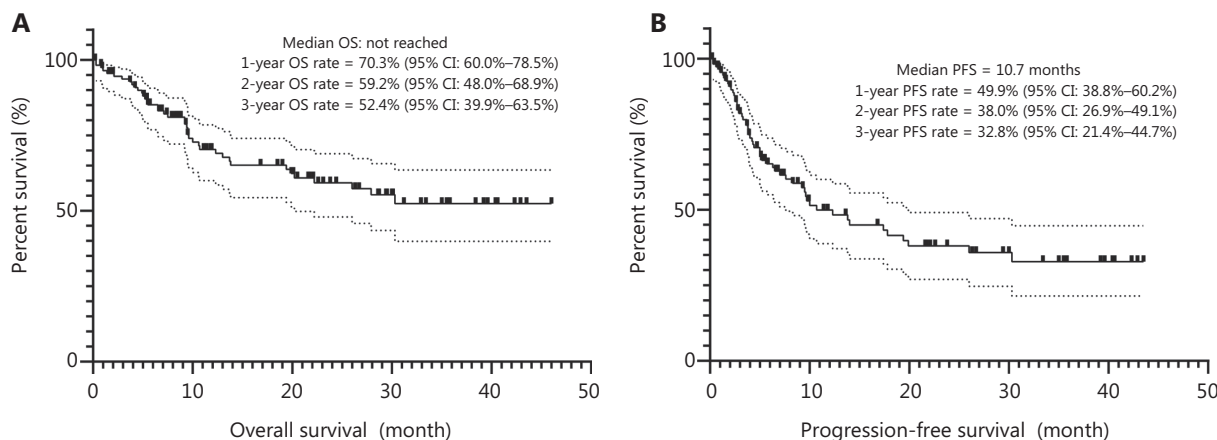 A
Median OS: not reached
1-year OS rate = 70.3% (95% CI: 60.0%–78.5%)
2-year OS rate = 59.2% (95% CI: 48.0%–68.9%)
3-year OS rate = 52.4% (95% CI: 39.9%–63.5%)
Percent survival (%)
100
50
0
0 10 20 30 40 50
Overall survival (month)
B
Median PFS = 10.7 months
1-year PFS rate = 49.9% (95% CI: 38.8%–60.2%)
2-year PFS rate = 38.0% (95% CI: 26.9%–49.1%)
3-year PFS rate = 32.8% (95% CI: 21.4%–44.7%)
Percent survival (%)
100
50
0
0 10 20 30 40 50
Progression-free survival (month)